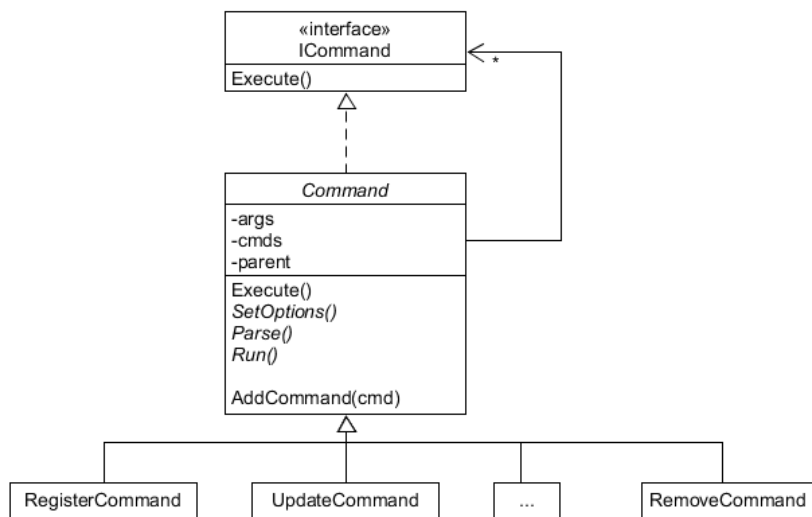 «interface»
ICommand
Execute()
*
Command
-args
-cmds
-parent
Execute()
SetOptions()
Parse()
Run()
AddCommand(cmd)
RegisterCommand
UpdateCommand
...
RemoveCommand